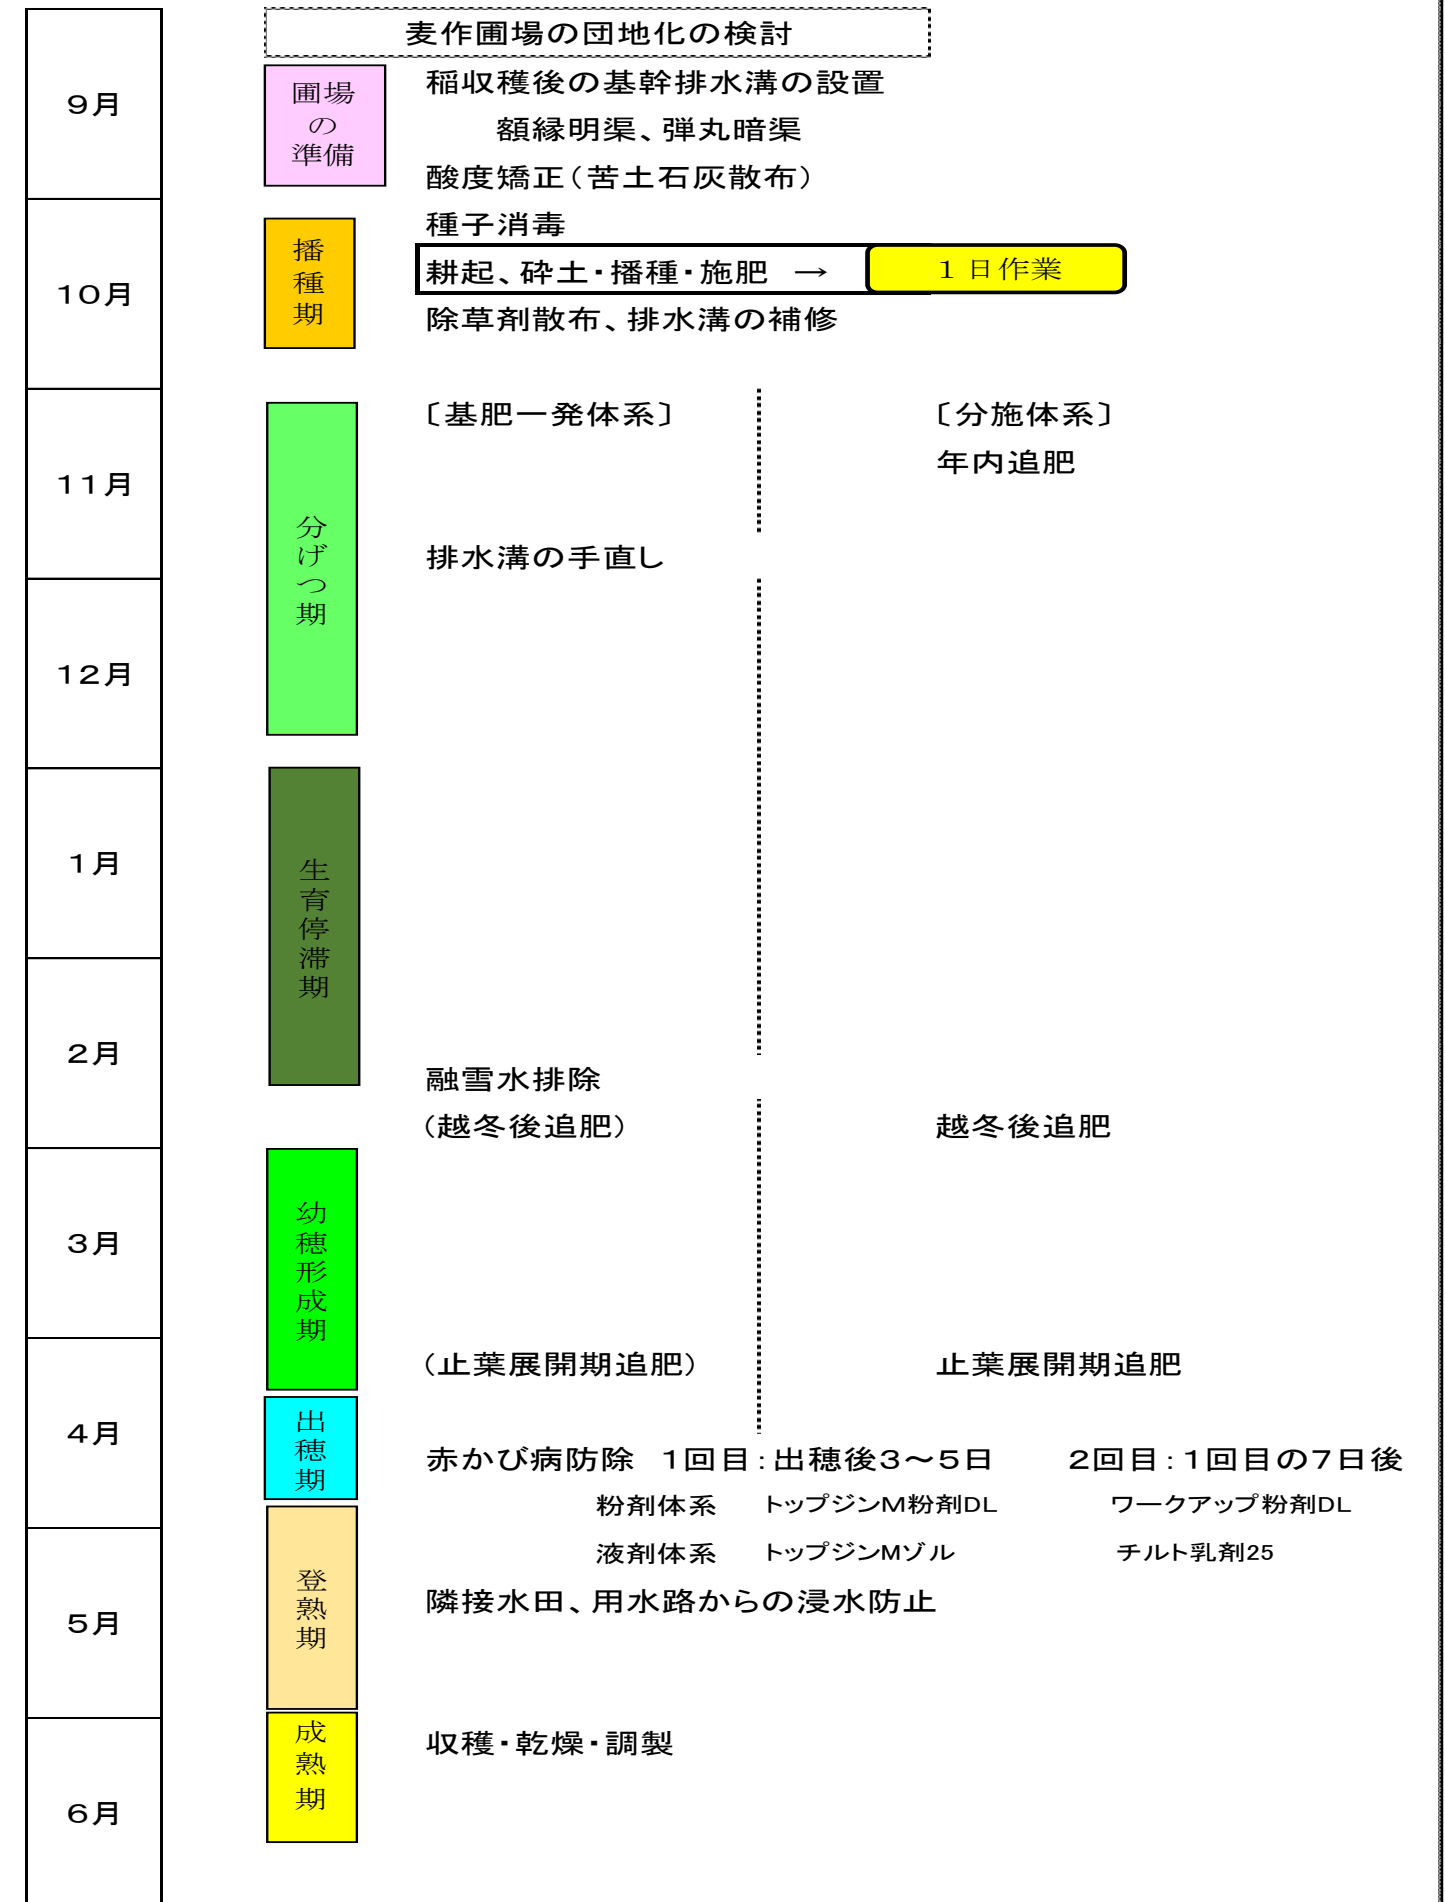 麦作圃場の団地化の検討
9月
圃場
の
準備
稲収穫後の基幹排水溝の設置
額縁明渠、弾丸暗渠
酸度矯正(苦土石灰散布)
10月
播
種
期
種子消毒
耕起、砕土・播種・施肥 → 1日作業
除草剤散布、排水溝の補修
11月
分
げ
つ
期
〔基肥一発体系〕 〔分施体系〕
年内追肥
排水溝の手直し
12月
1月
生
育
停
滞
期
2月
融雪水排除
(越冬後追肥) 越冬後追肥
3月
幼
穂
形
成
期
(止葉展開期追肥) 止葉展開期追肥
4月
出
穂
期
赤かび病防除 1回目:出穂後3～5日 2回目:1回目の7日後
粉剤体系 トップジンM粉剤DL ワークアップ粉剤DL
液剤体系 トップジンMゾル チルト乳剤25
5月
登
熟
期
隣接水田、用水路からの浸水防止
成
熟
期
収穫・乾燥・調製
6月